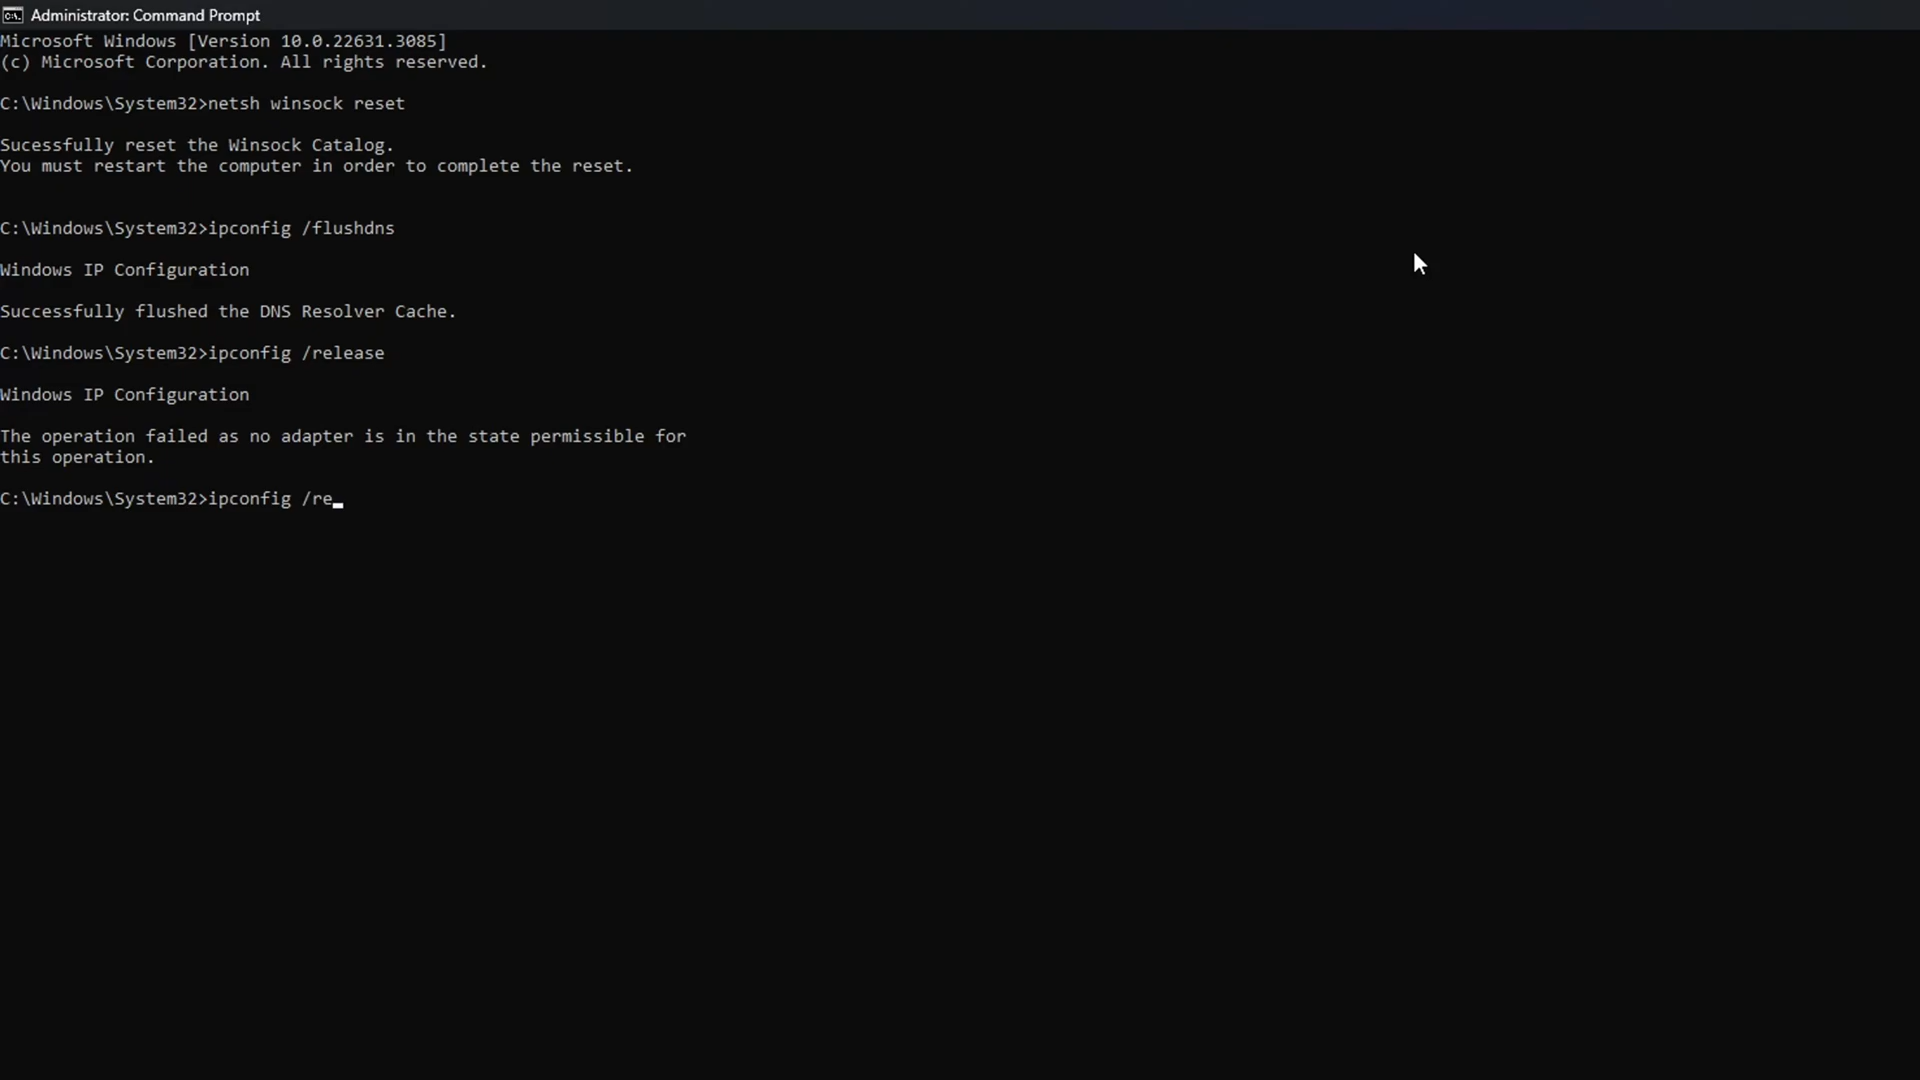 Administrator: Command Prompt
Microsoft Windows [Version 10.0.22631.3085]
(c) Microsoft Corporation. All rights reserved.
C:\Windows\System32>netsh winsock reset
Sucessfully reset the Winsock Catalog.
You must restart the computer in order to complete the reset.
C:\Windows\System32>ipconfig /flushdns
Windows IP Configuration
Successfully flushed the DNS Resolver Cache.
C:\Windows\System32>ipconfig /release
Windows IP Configuration
The operation failed as no adapter is in the state permissible for
this operation.
C:\Windows\System32>ipconfig /re